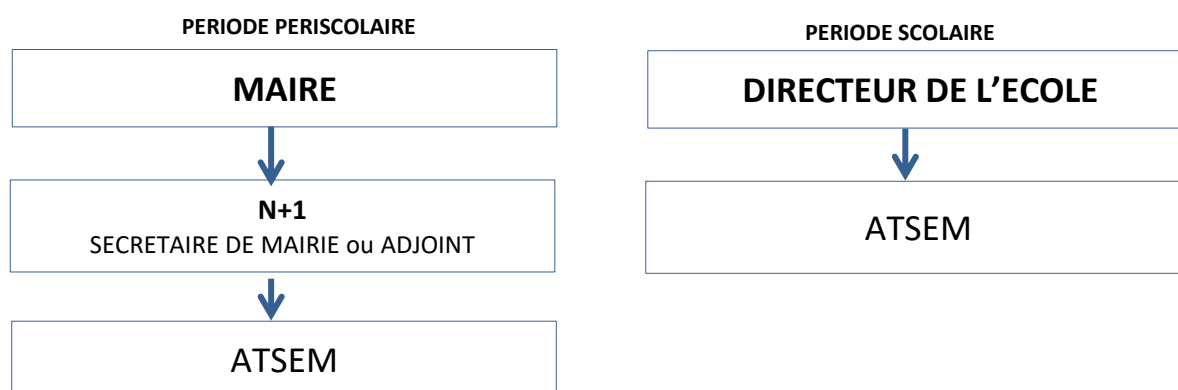 PERIODE PERISCOLAIRE
MAIRE
N+1
SECRETAIRE DE MAIRIE ou ADJOINT
ATSEM
PERIODE SCOLAIRE
DIRECTEUR DE L’ECOLE
ATSEM